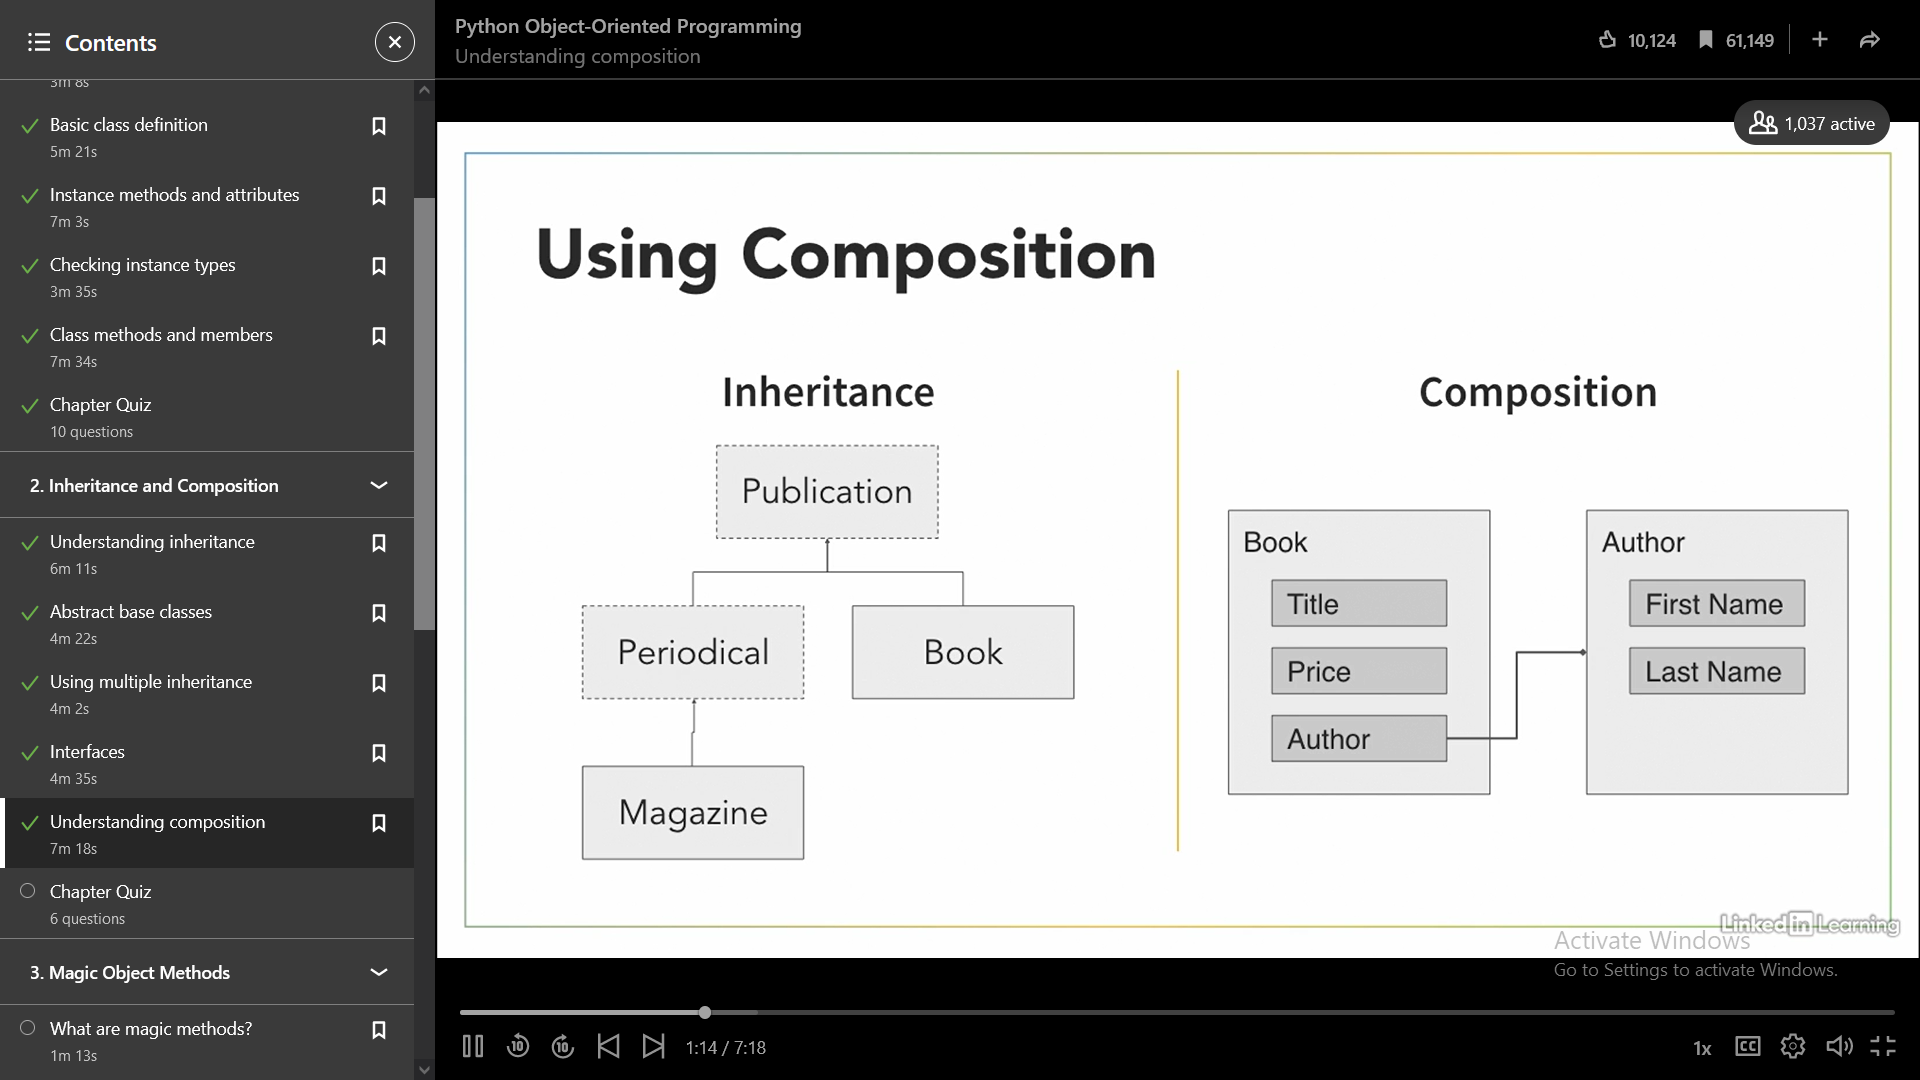 Contents
Python Object-Oriented Programming
Understanding composition
10,124
61,149
3m 8s
Basic class definition
5m 21s
Instance methods and attributes
7m 3s
Checking instance types
3m 35s
Class methods and members
7m 34s
Chapter Quiz
10 questions
2. Inheritance and Composition
Understanding inheritance
6m 11s
Abstract base classes
4m 22s
Using multiple inheritance
4m 2s
Interfaces
4m 35s
Understanding composition
7m 18s
Chapter Quiz
6 questions
3. Magic Object Methods
What are magic methods?
1m 13s
1,037 active
Using Composition
Inheritance
Publication
Periodical
Book
Magazine
Composition
Book
Title
Price
Author
Author
First Name
Last Name
Linked in Learning
Activate Windows
Go to Settings to activate Windows.
10
10
1:14 / 7:18
1x
CC